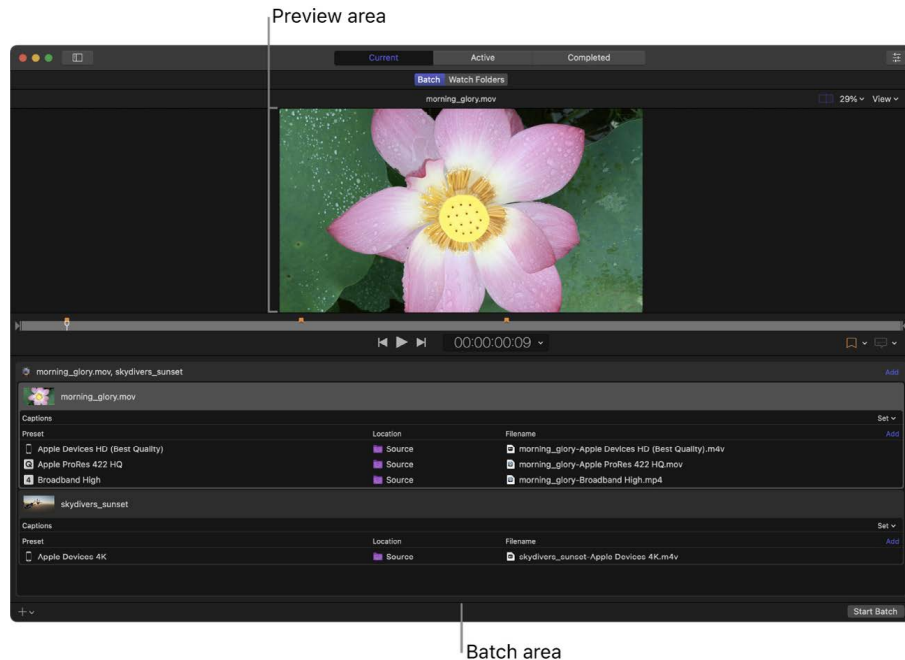 Preview area
Current Active Completed
Batch Watch Folders
morning_glory.mov 29% View
00:00:00:09
morning_glory.mov, skydivers_sunset Add
morning_glory.mov
Captions Set
Preset Location Filename Add
Apple Devices HD (Best Quality) Source morning_glory-Apple Devices HD (Best Quality).m4v
Apple ProRes 422 HQ Source morning_glory-Apple ProRes 422 HQ.mov
4 Broadband High Source morning_glory-Broadband High.mp4
skydivers_sunset
Captions Set
Preset Location Filename Add
Apple Devices 4K Source skydivers_sunset-Apple Devices 4K.m4v
Start Batch
Batch area